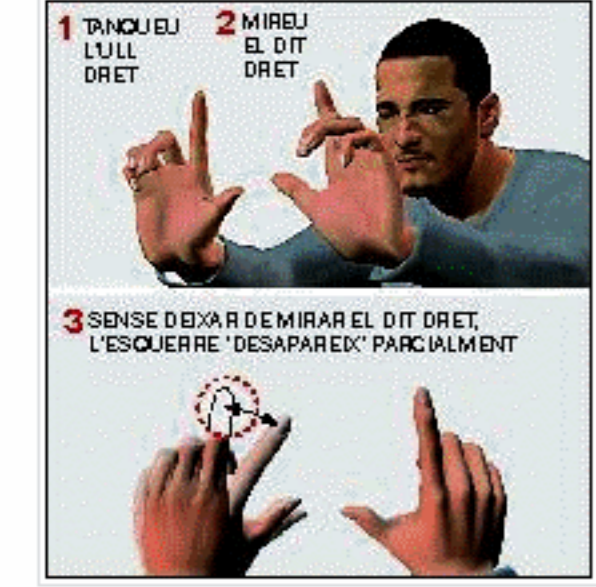 1 TANQUEU
L'ULL
DRET
2 MIREU
EL DIT
DRET
3 SENSE DEIXAR DE MIRAR EL DIT DRET,
L'ESQUERRE 'DESAPAREIX' PARCIALMENT